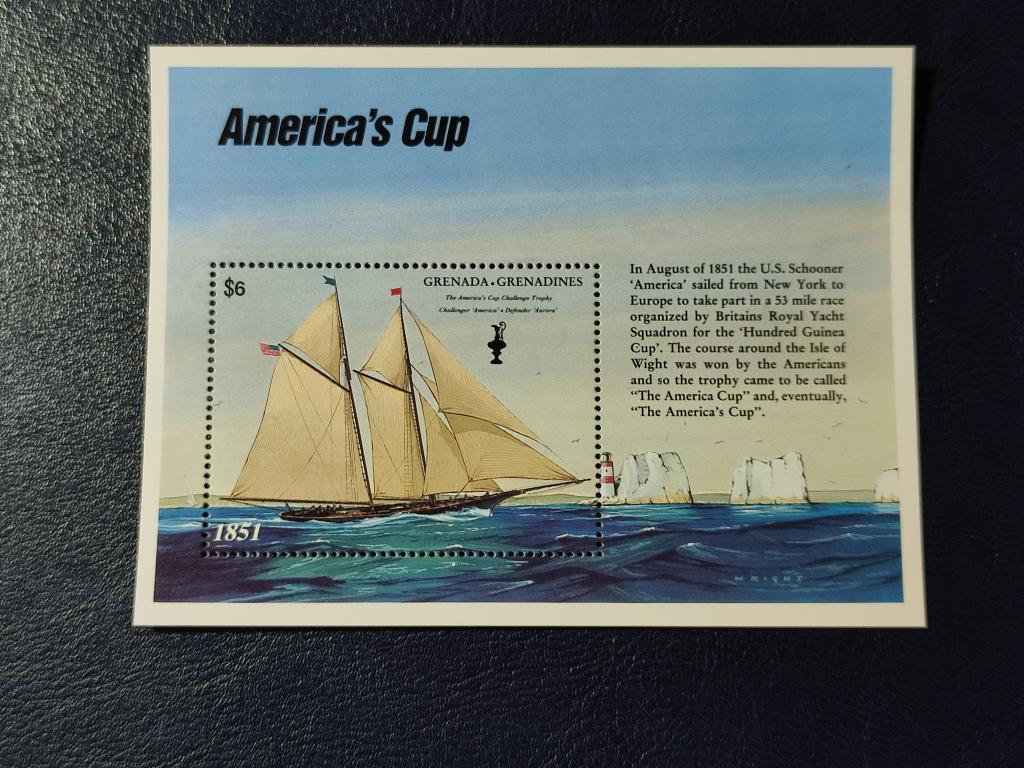 America's Cup
$6
GRENADA • GRENADINES
The America's Cup Challenge Trophy
Challenger 'America' • Defender 'Aurora'
1851
In August of 1851 the U.S. Schooner
'America' sailed from New York to
Europe to take part in a 53 mile race
organized by Britains Royal Yacht
Squadron for the 'Hundred Guinea
Cup'. The course around the Isle of
Wight was won by the Americans
and so the trophy came to be called
"The America Cup" and, eventually,
"The America's Cup".
WRIGHT